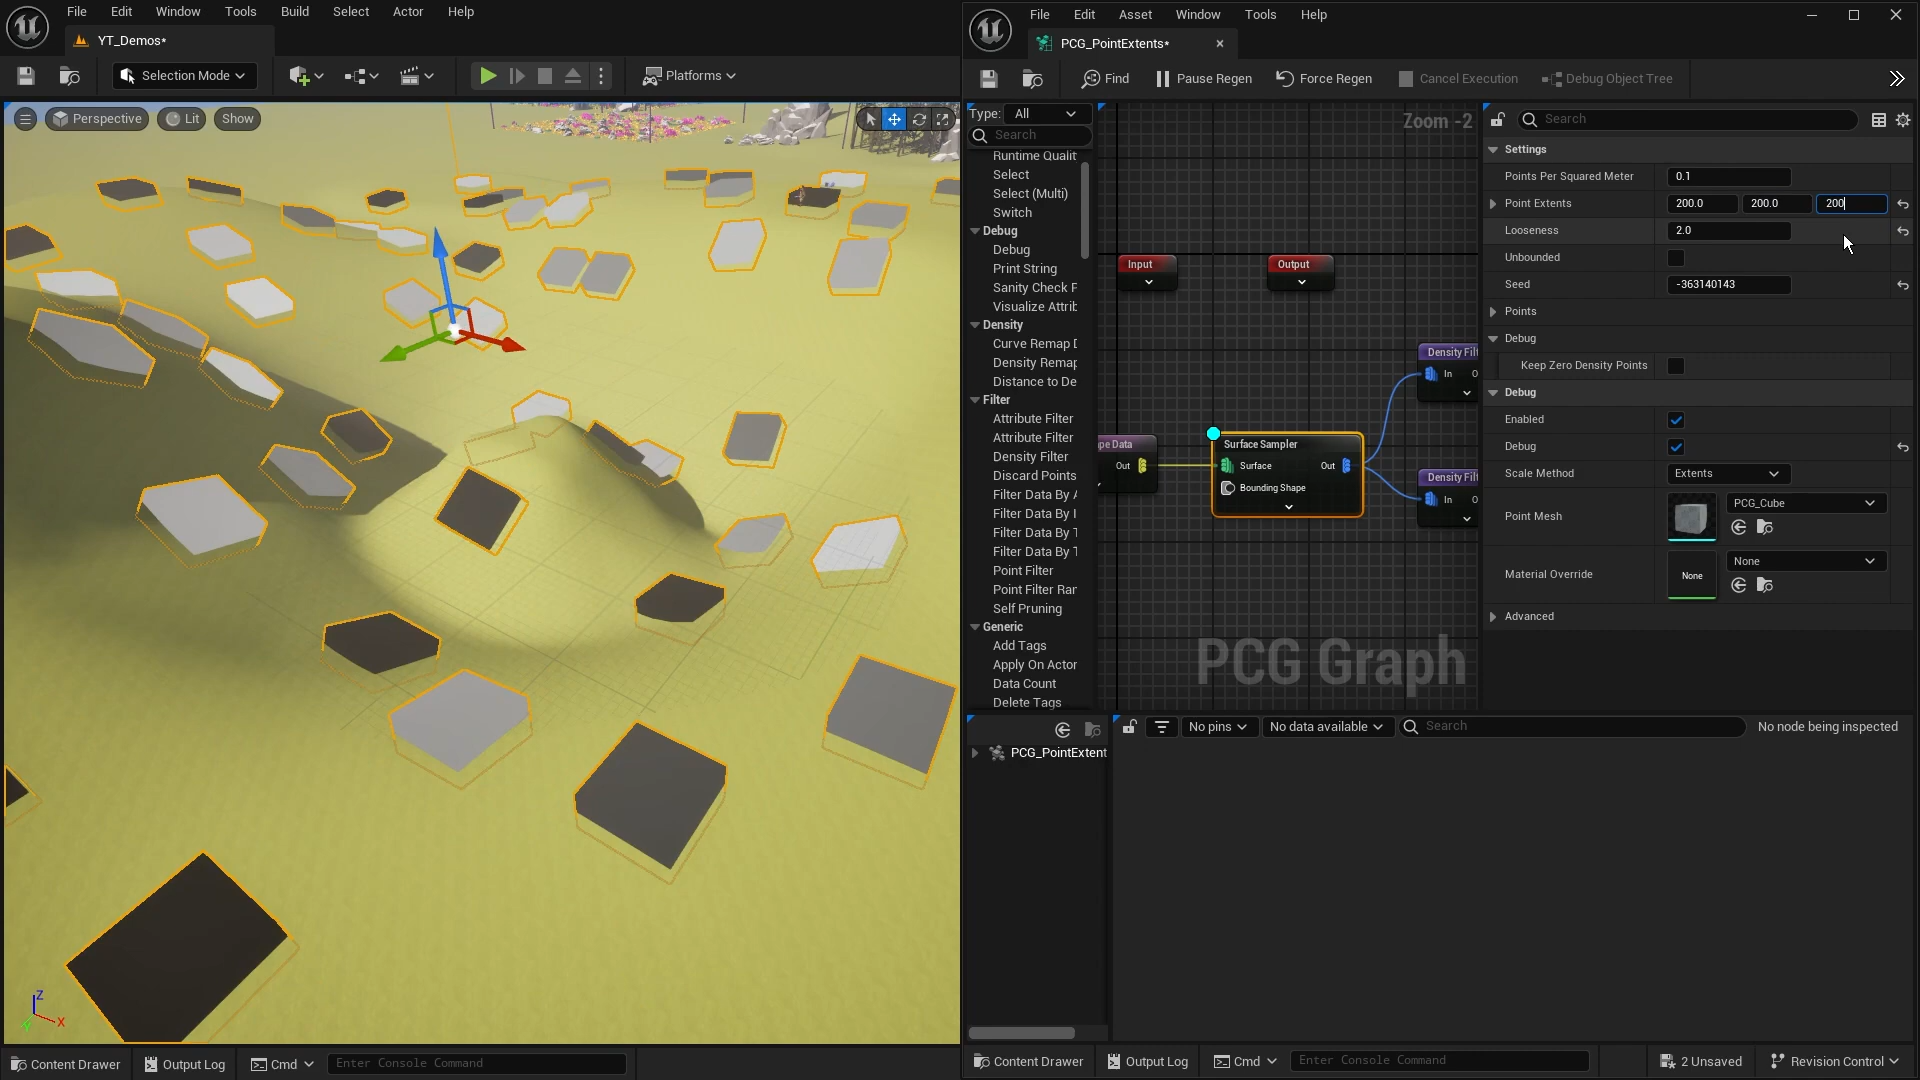 File Edit Window Tools Build Select Actor Help
YT_Demos*
Selection Mode
Platforms
Perspective Lit Show
Z
X
Y
Content Drawer Output Log Cmd Enter Console Command
File Edit Asset Window Tools Help
PCG_PointExtents*
Find Pause Regen Force Regen Cancel Execution Debug Object Tree
Type: All
Search
Runtime Qualit
Select
Select (Multi)
Switch
Debug
Debug
Print String
Sanity Check P
Visualize Attrib
Density
Curve Remap D
Density Remap
Distance to De
Filter
Attribute Filter
Attribute Filter
Density Filter
Discard Points
Filter Data By A
Filter Data By I
Filter Data By T
Filter Data By T
Point Filter
Point Filter Ran
Self Pruning
Generic
Add Tags
Apply On Actor
Data Count
Delete Tags
Zoom -2
Input
Output
Density Filt
In O
pe Data
Out
Surface Sampler
Surface Out
Bounding Shape
Density Filt
In O
PCG Graph
Search
Settings
Points Per Squared Meter 0.1
Point Extents 200.0 200.0 200
Looseness 2.0
Unbounded
Seed -363140143
Points
Debug
Keep Zero Density Points
Debug
Enabled
Debug
Scale Method Extents
Point Mesh PCG_Cube
Material Override None None
Advanced
PCG_PointExtent
No pins No data available Search No node being inspected
Content Drawer Output Log Cmd Enter Console Command 2 Unsaved Revision Control